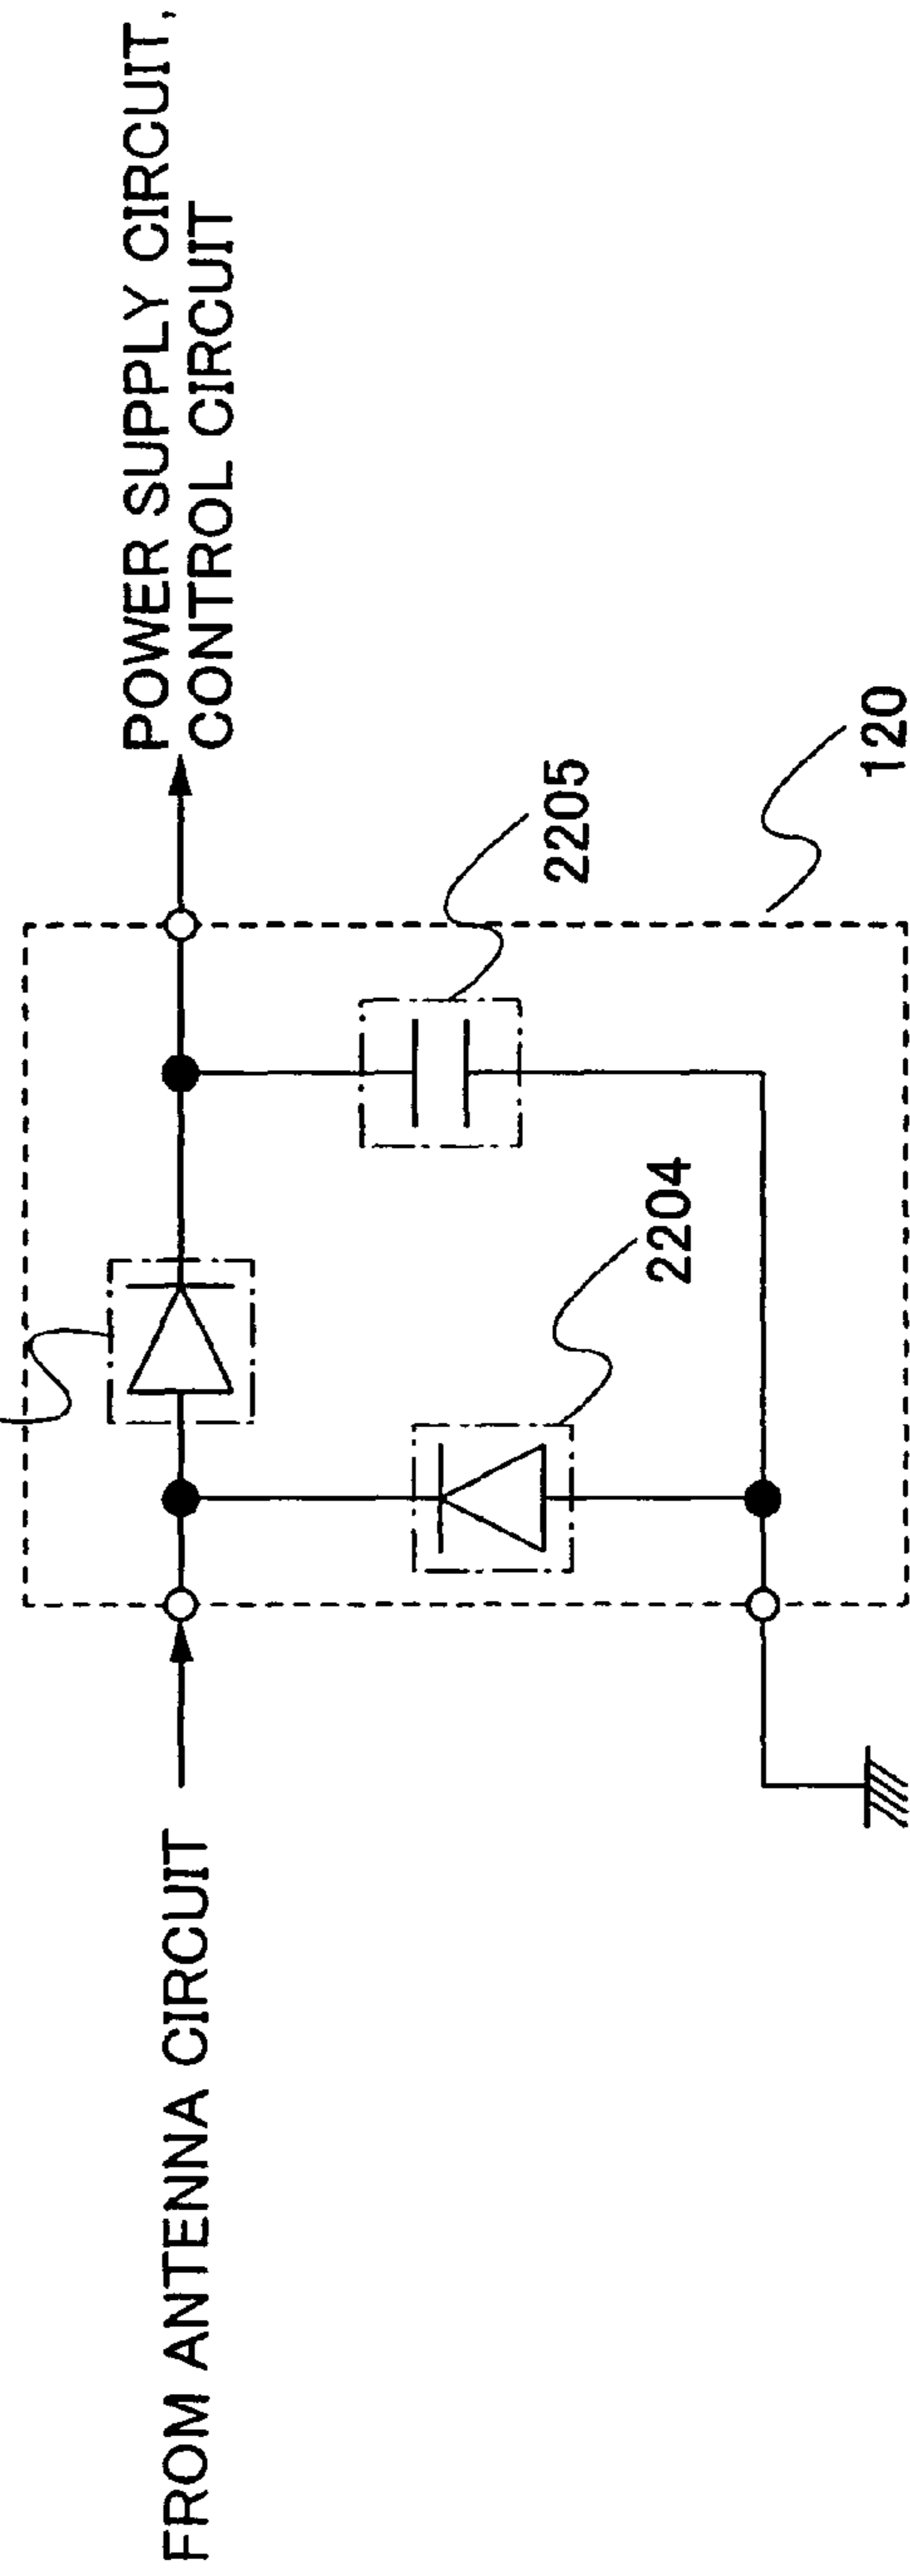 FROM ANTENNA CIRCUIT
POWER SUPPLY CIRCUIT,
CONTROL CIRCUIT
2204
2205
120